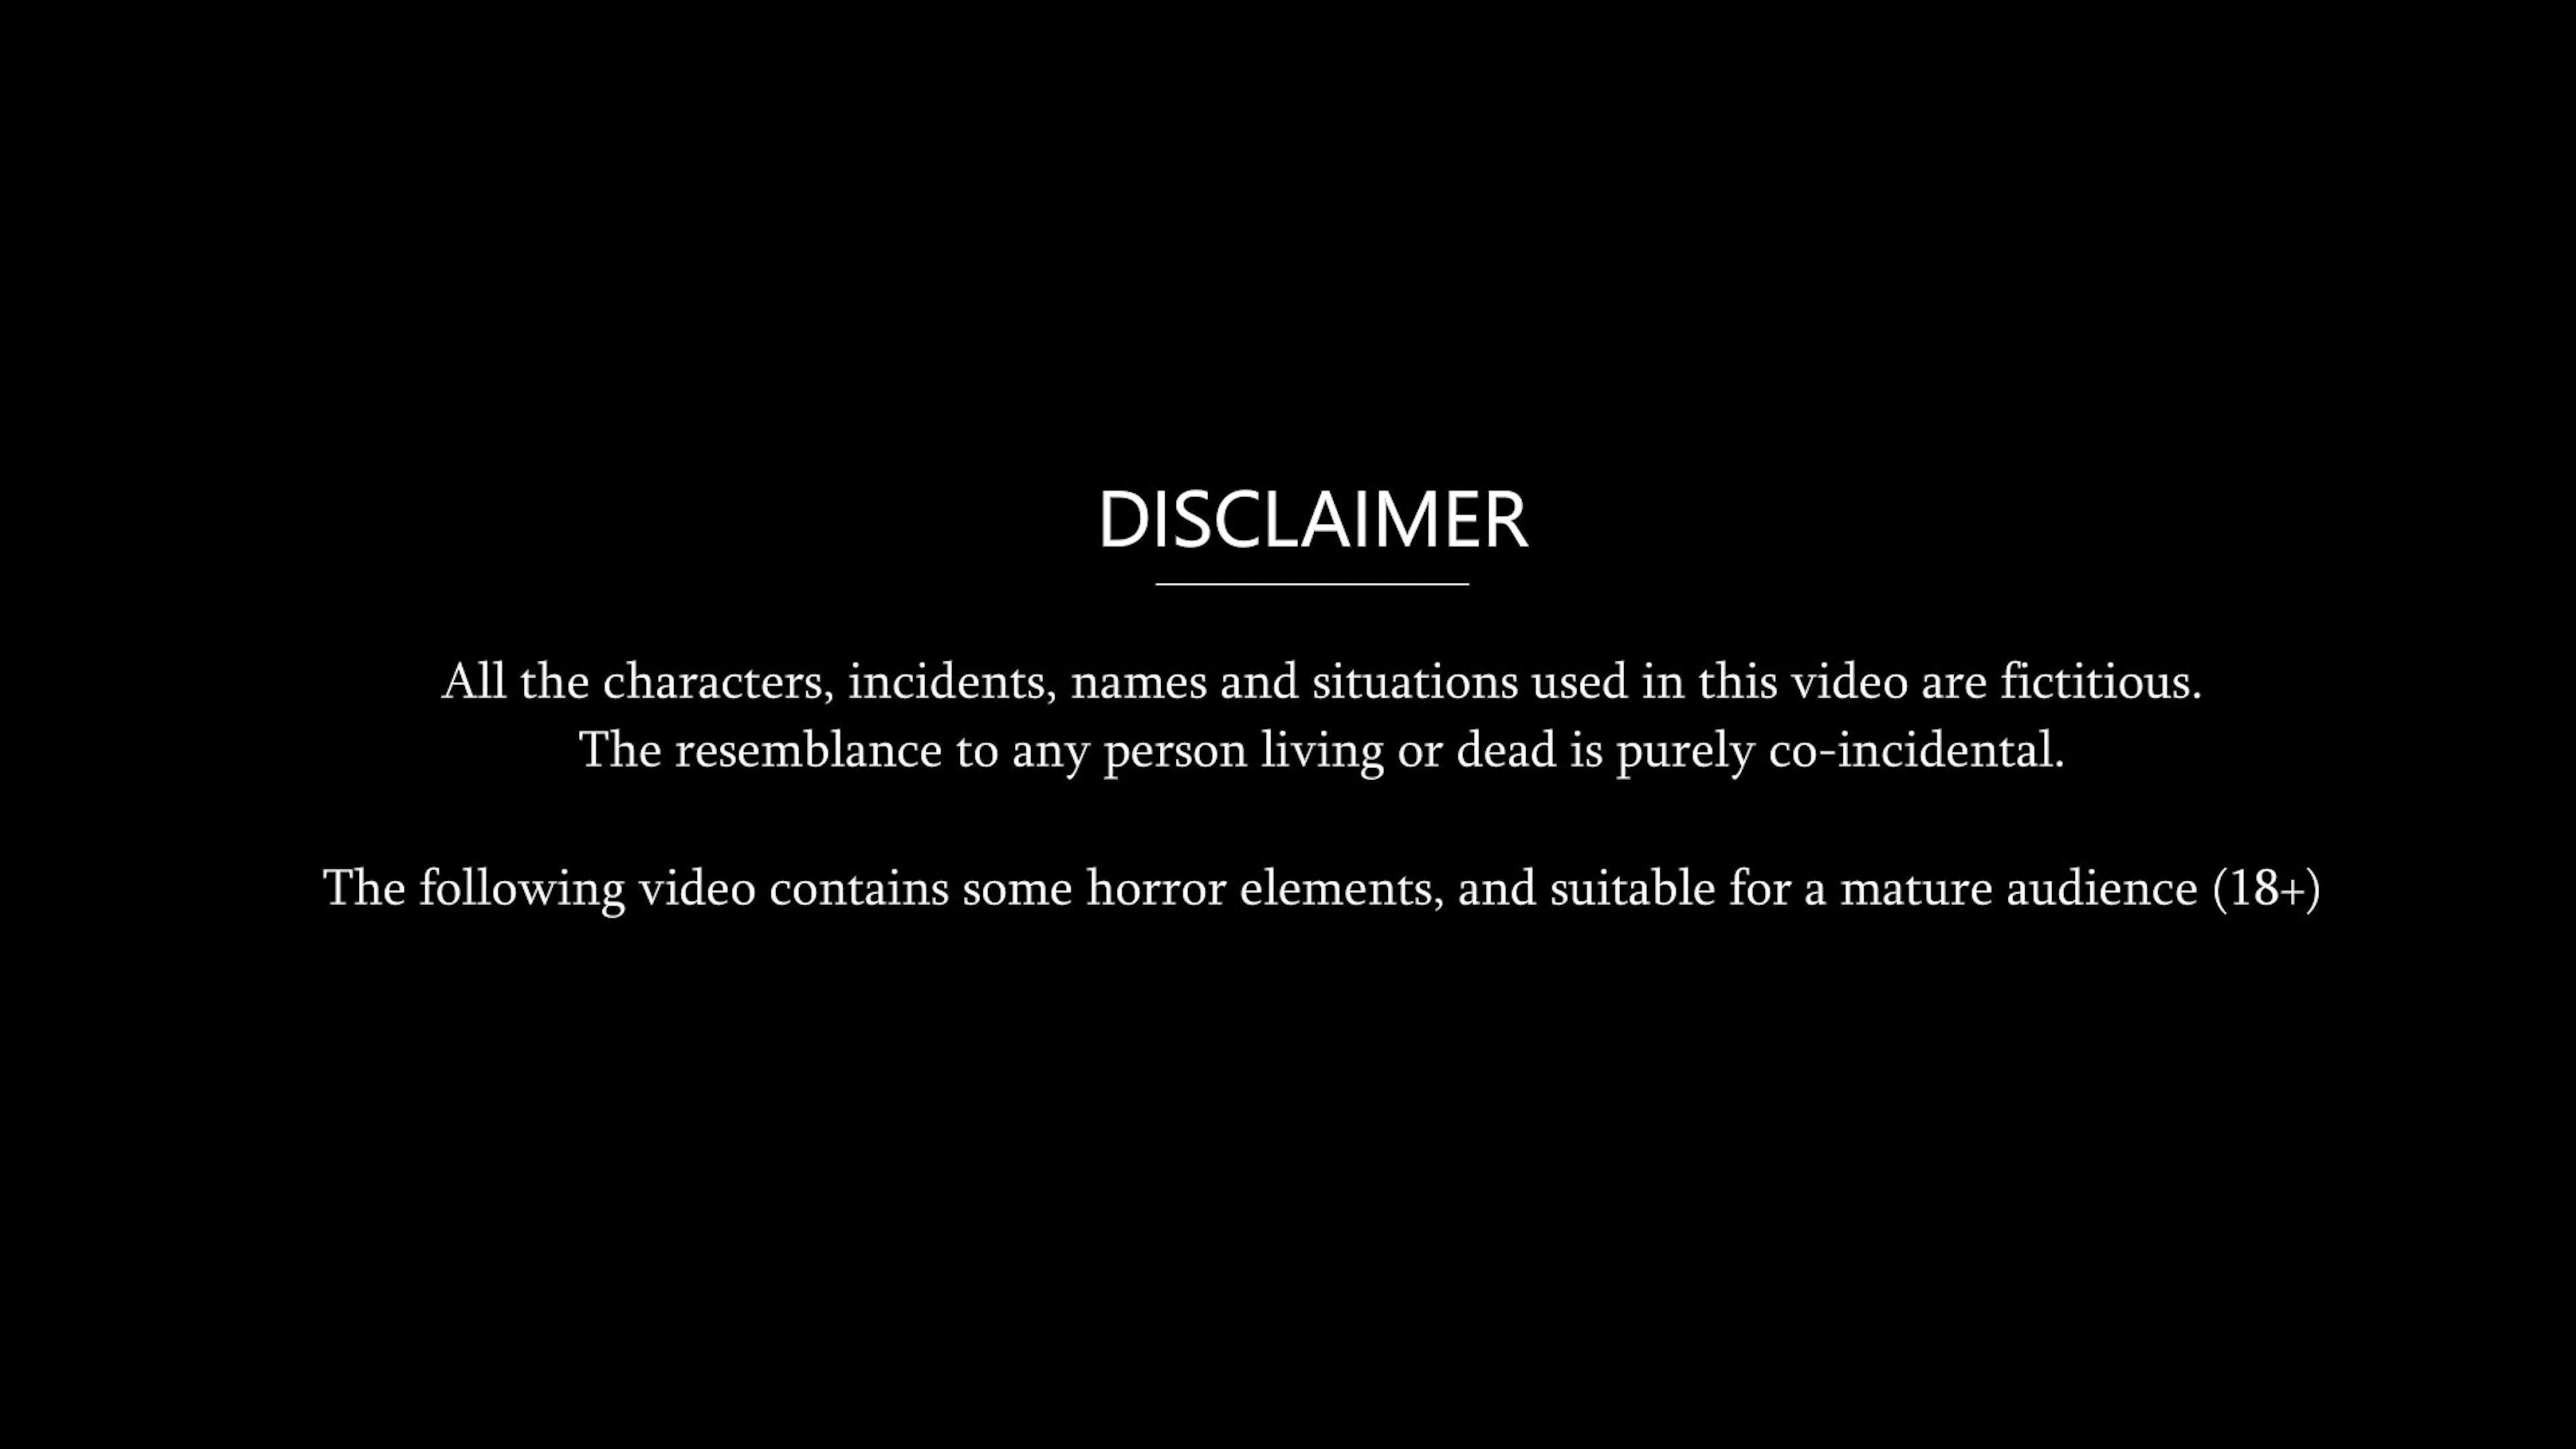 DISCLAIMER
All the characters, incidents, names and situations used in this video are fictitious.
The resemblance to any person living or dead is purely co-incidental.
The following video contains some horror elements, and suitable for a mature audience (18+)